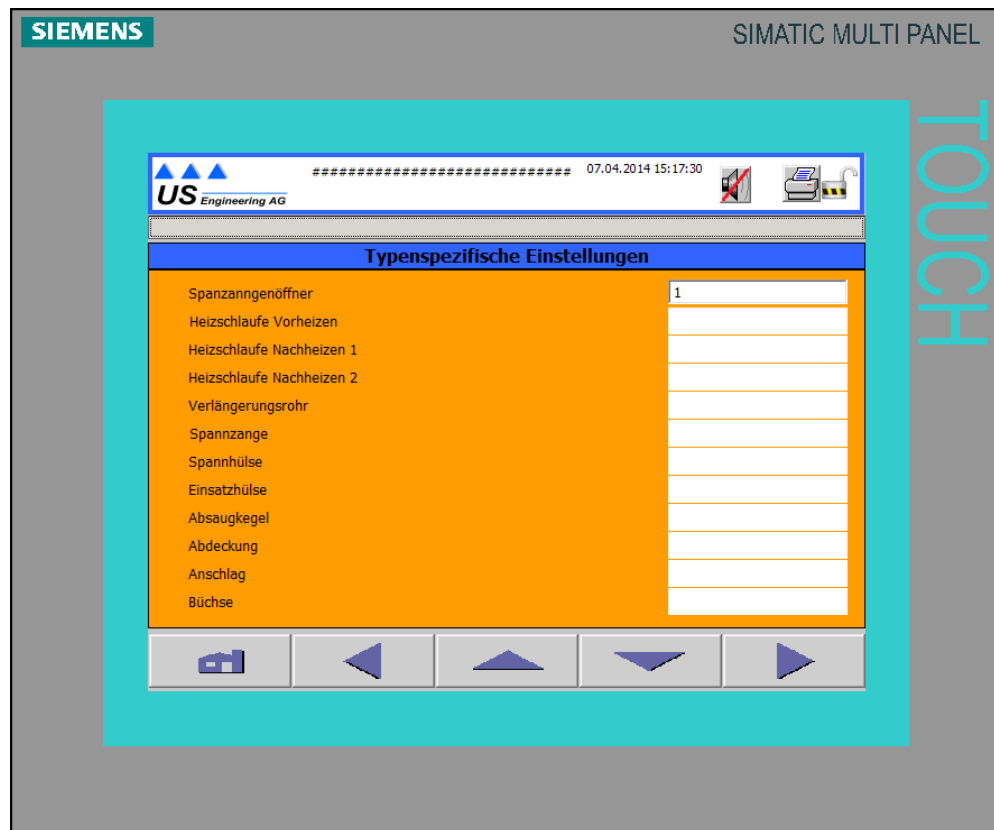 SIEMENS
SIMATIC MULTI PANEL
TOUCH
US Engineering AG
############################# 07.04.2014 15:17:30
Typenspezifische Einstellungen
Spanzanngenöffner 1
Heizschlaufe Vorheizen
Heizschlaufe Nachheizen 1
Heizschlaufe Nachheizen 2
Verlängerungsrohr
Spannzange
Spannhülse
Einsatzhülse
Absaugkegel
Abdeckung
Anschlag
Büchse